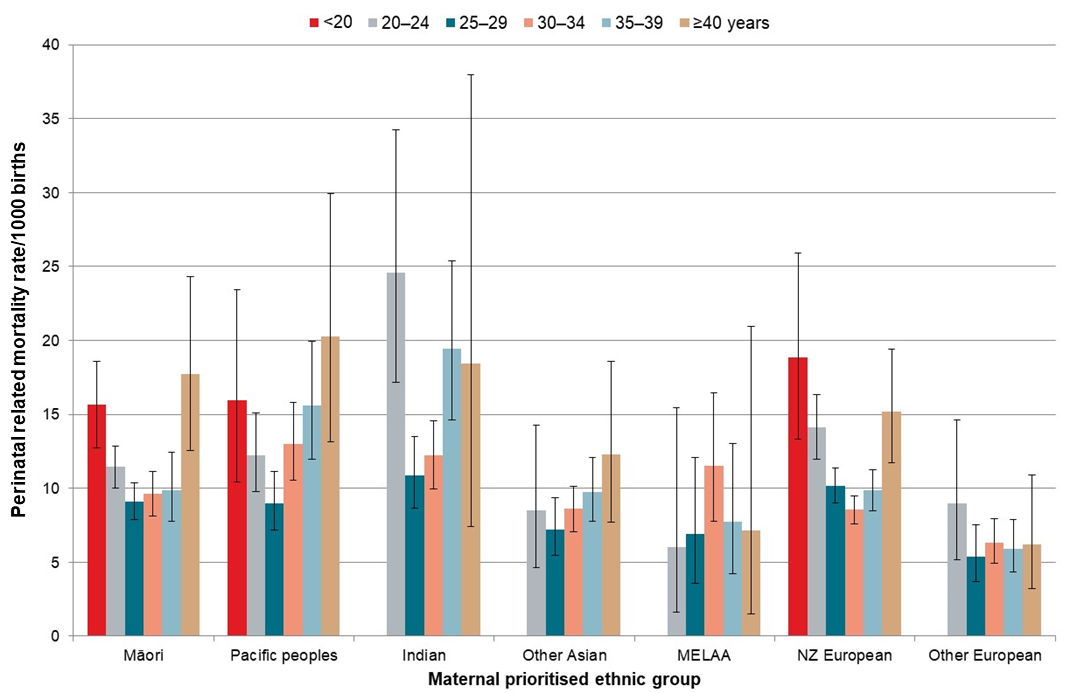 <20 20–24 25–29 30–34 35–39 ≥40 years
Perinatal related mortality rate/1000 births
40
35
30
25
20
15
10
5
0
Māori Pacific peoples Indian Other Asian MELAA NZ European Other European
Maternal prioritised ethnic group